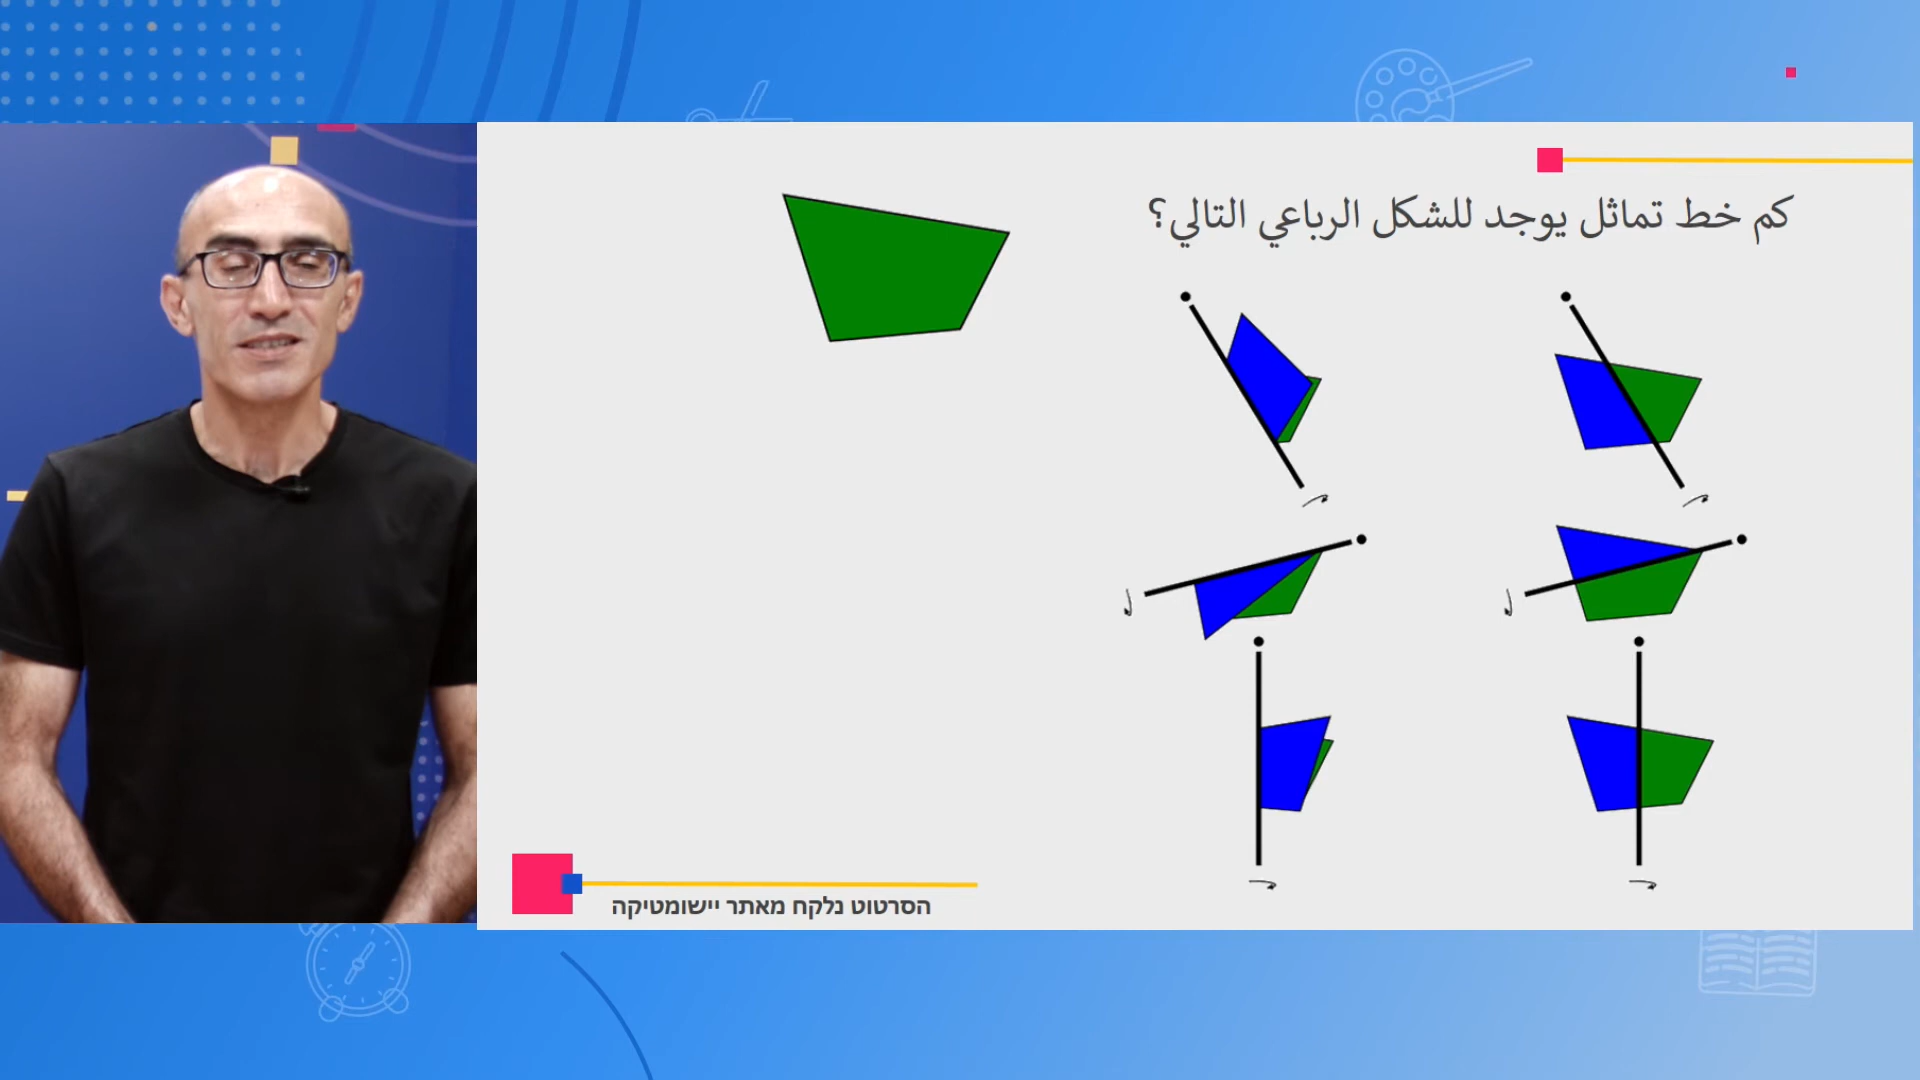 كم خط تماثل يوجد للشكل الرباعي التالي؟
הסרטוט נלקח מאתר יישומטיקה